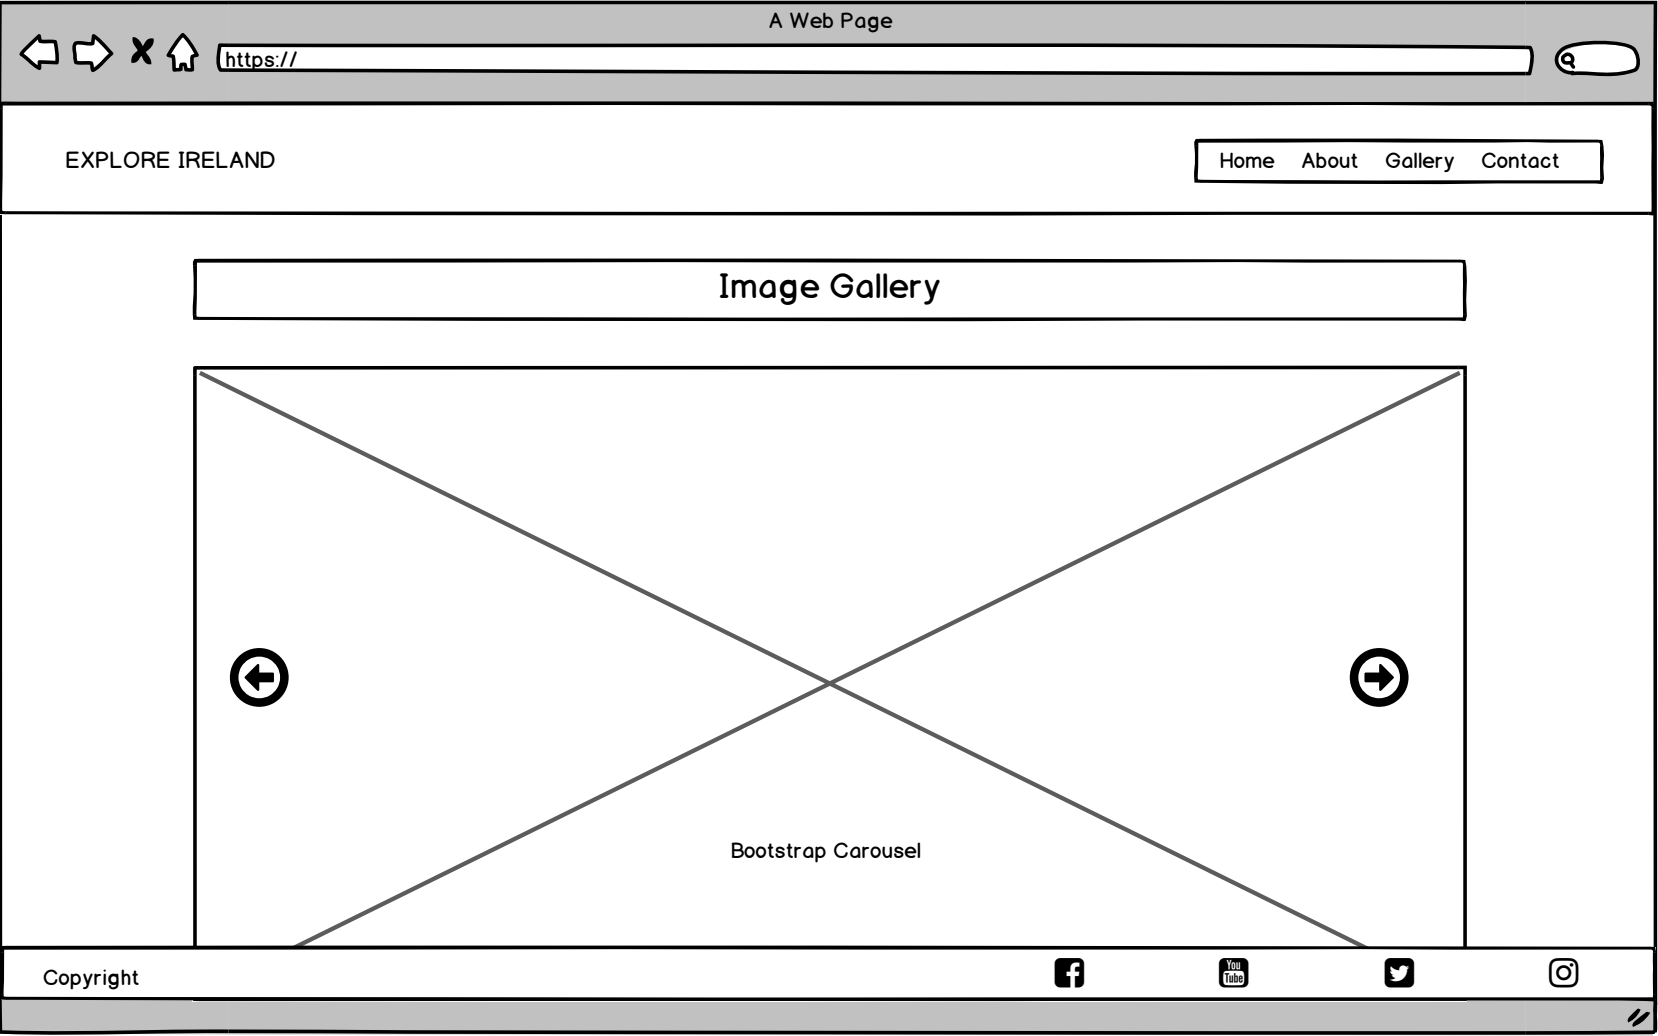 A Web Page
https://
EXPLORE IRELAND
Home About Gallery Contact
Image Gallery
Bootstrap Carousel
Copyright
You
Tube